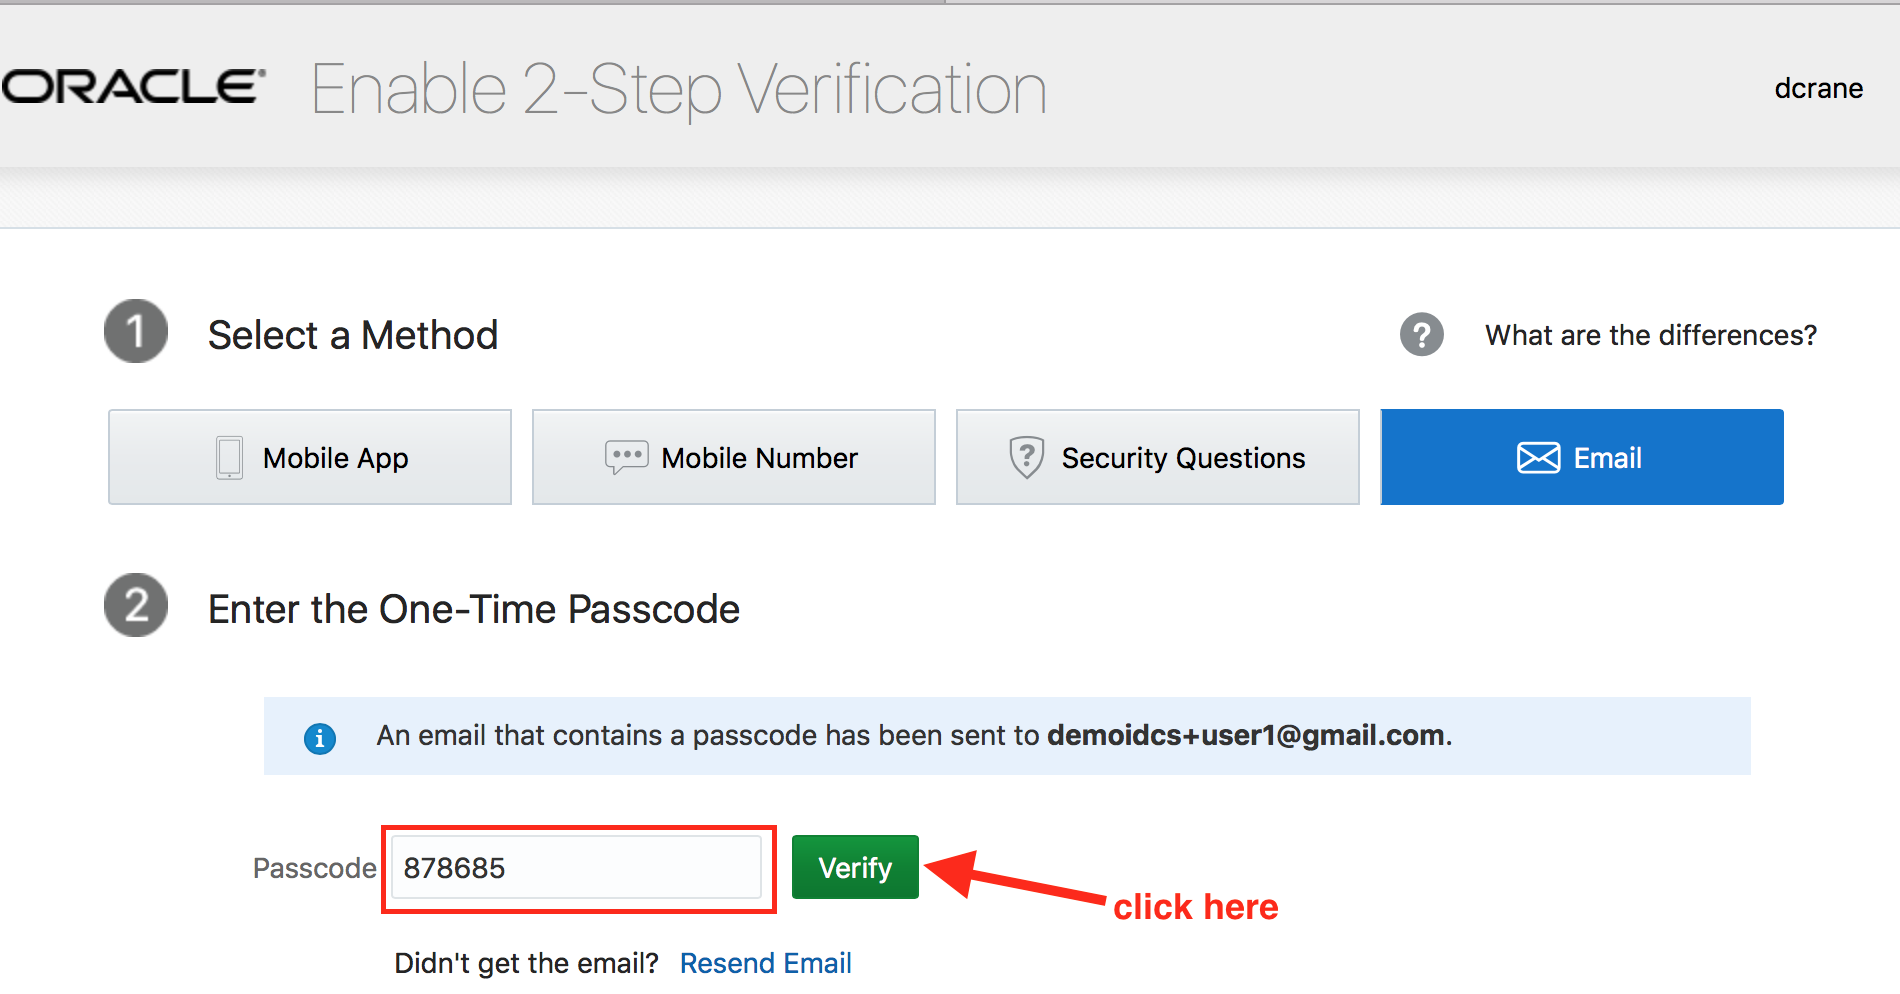 ORACLE® Enable 2-Step Verification dcrane
1 Select a Method ? What are the differences?
Mobile App Mobile Number ? Security Questions Email
2 Enter the One-Time Passcode
i An email that contains a passcode has been sent to demoidcs+user1@gmail.com.
Passcode 878685 Verify
click here
Didn't get the email? Resend Email